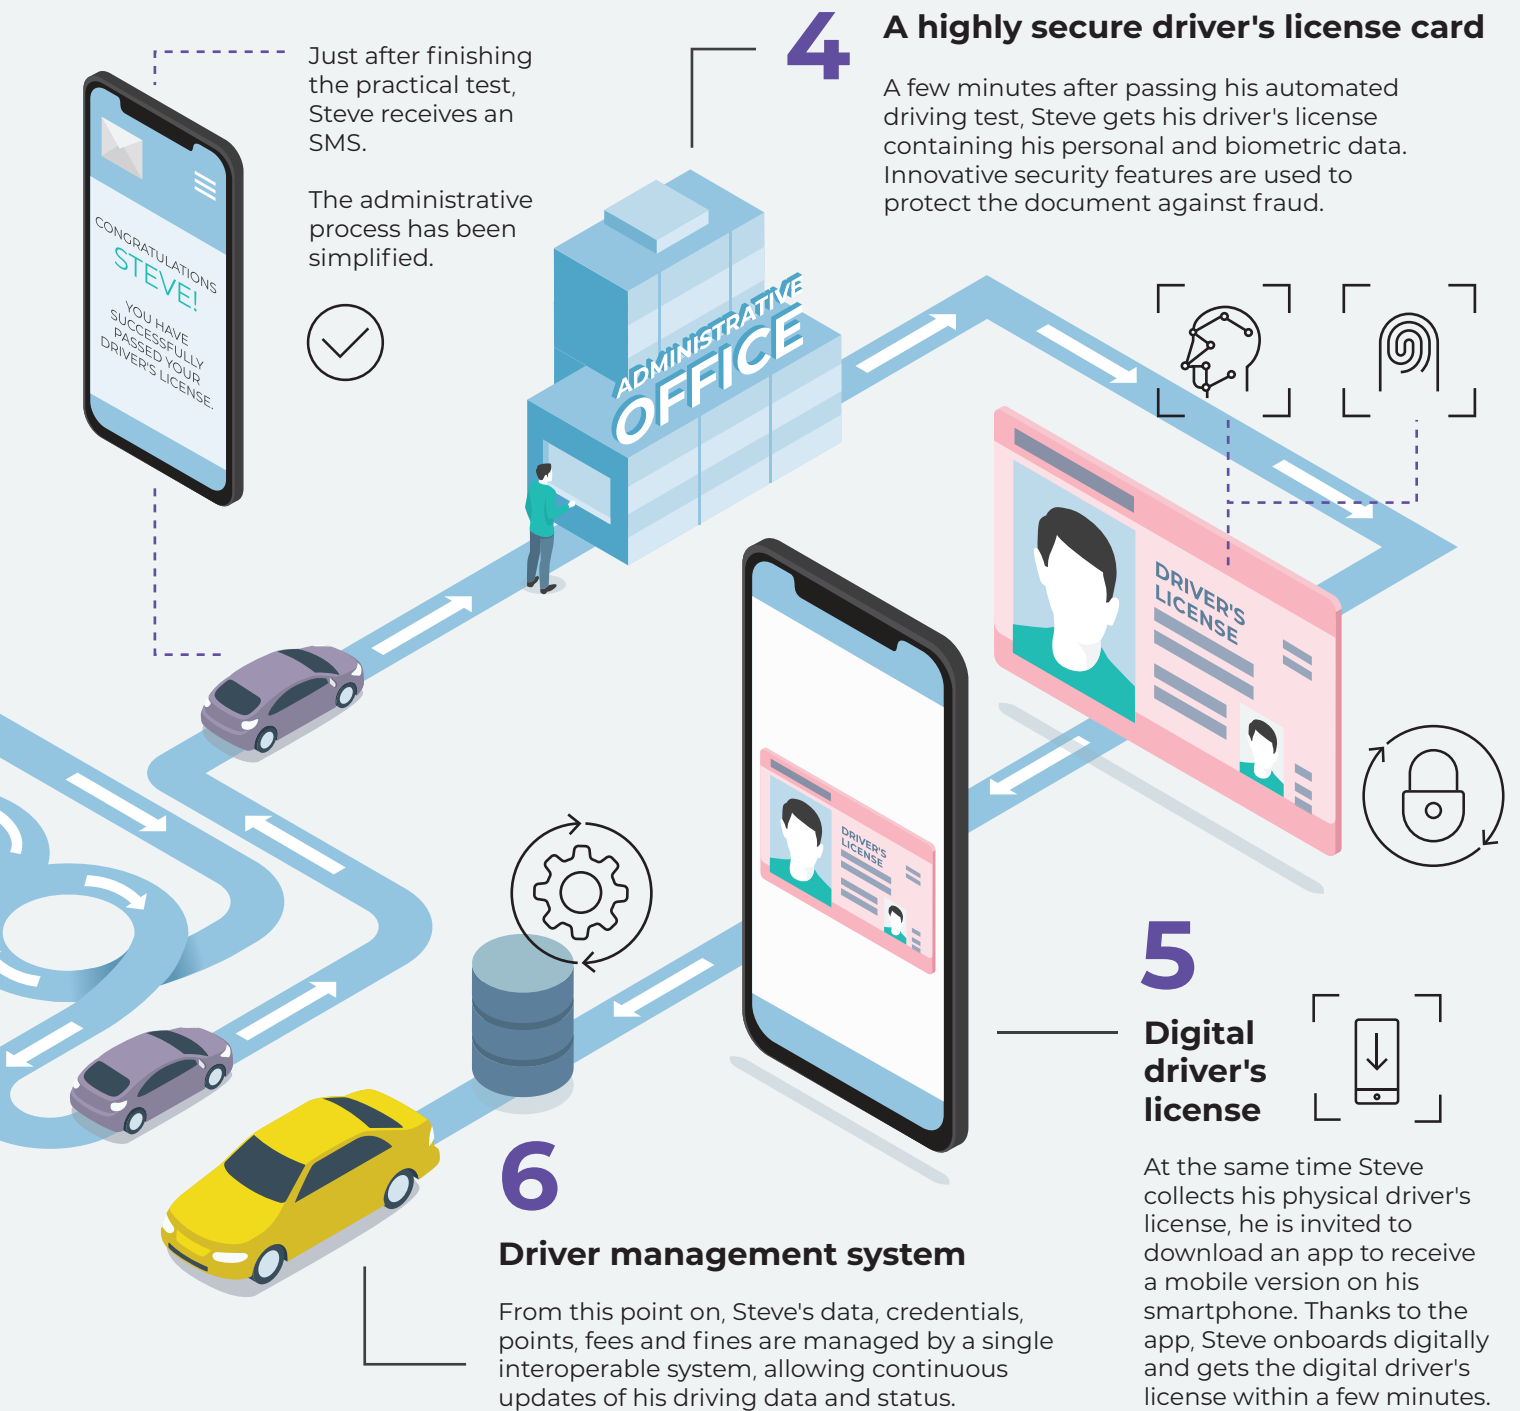 Just after finishing
the practical test,
Steve receives an
SMS.
The administrative
process has been
simplified.
CONGRATULATIONS
STEVE!
YOU HAVE
SUCCESSFULLY
PASSED YOUR
DRIVER'S LICENSE.
4
A highly secure driver's license card
A few minutes after passing his automated
driving test, Steve gets his driver's license
containing his personal and biometric data.
Innovative security features are used to
protect the document against fraud.
ADMINISTRATIVE
OFFICE
DRIVER'S
LICENSE
DRIVER'S
LICENSE
5
Digital
driver's
license
At the same time Steve
collects his physical driver's
license, he is invited to
download an app to receive
a mobile version on his
smartphone. Thanks to the
app, Steve onboards digitally
and gets the digital driver's
license within a few minutes.
6
Driver management system
From this point on, Steve's data, credentials,
points, fees and fines are managed by a single
interoperable system, allowing continuous
updates of his driving data and status.